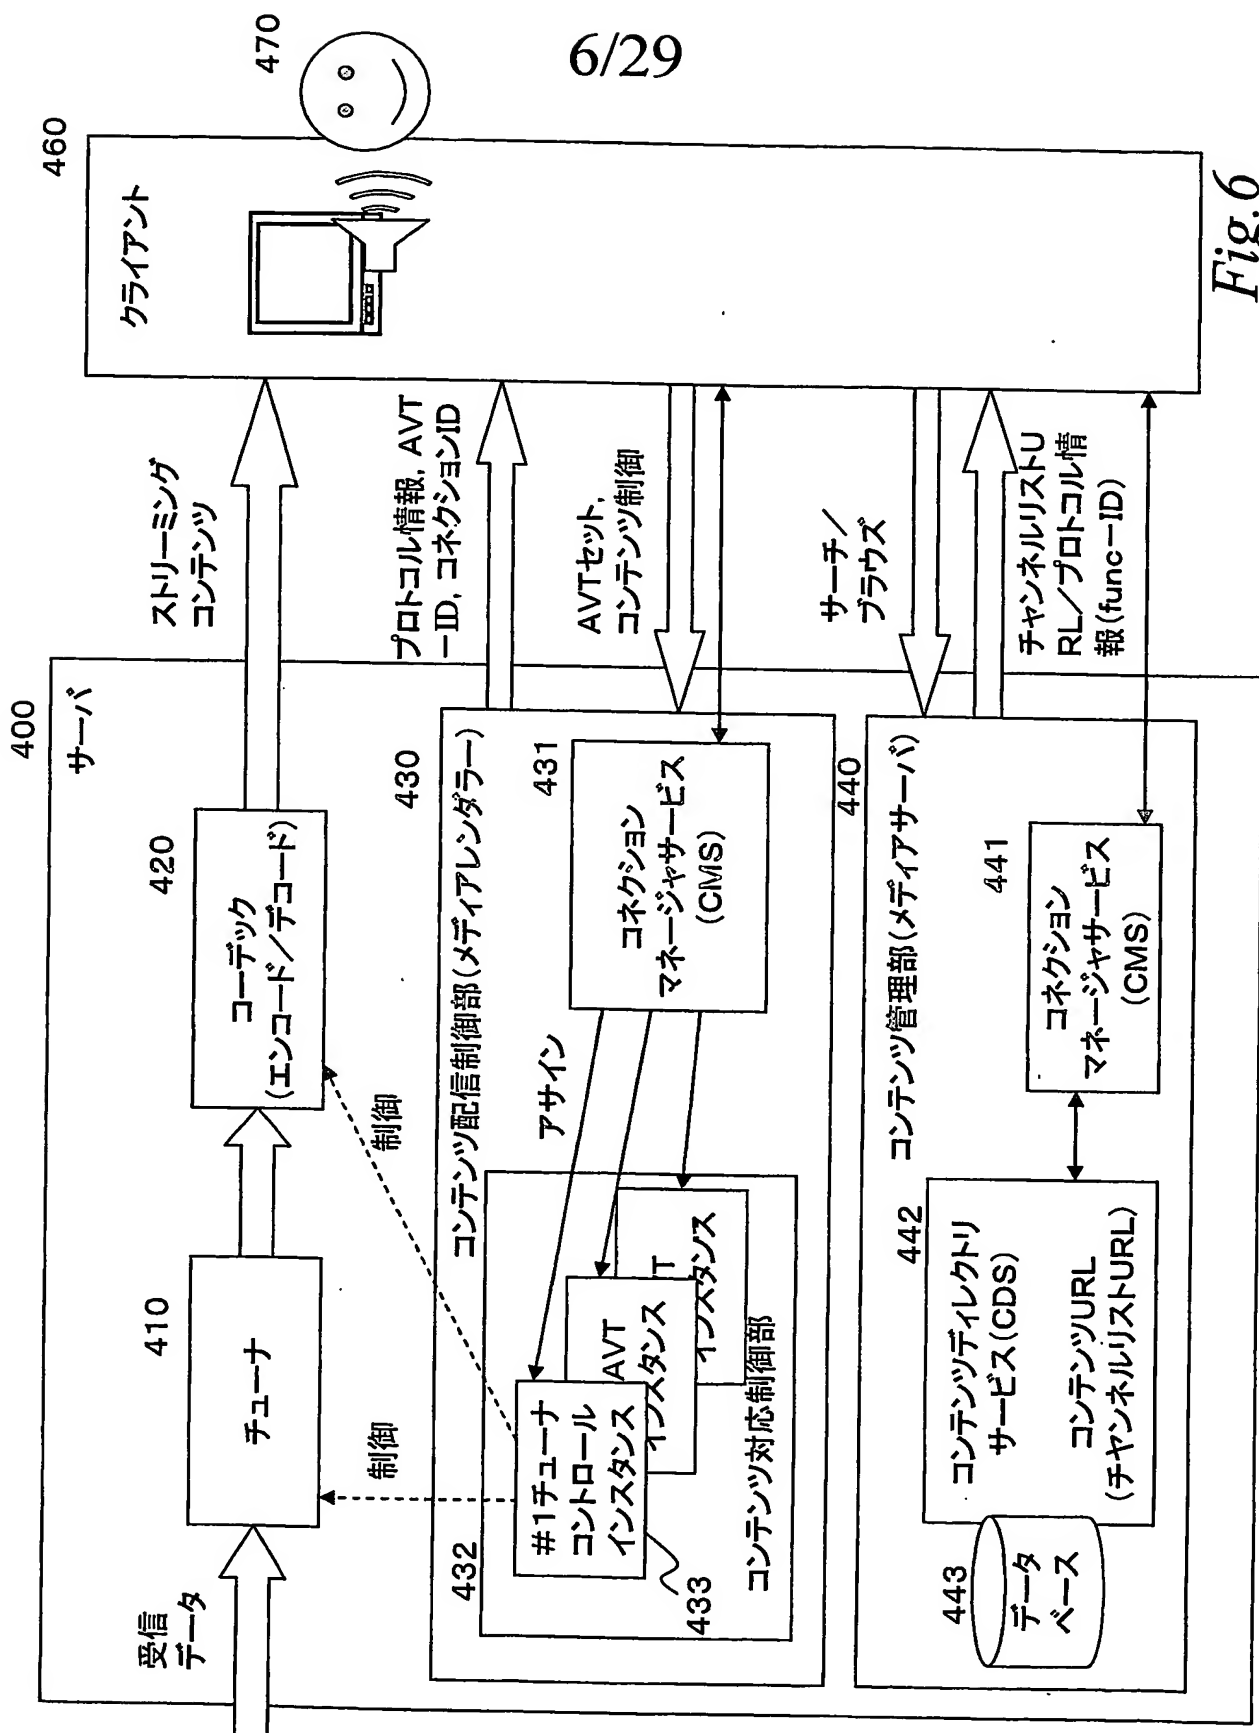 6/29
470
460
クライアント
ストリーミング
コンテンツ
プロトコル情報, AVT
ーID, コネクションID
AVTセット,
コンテンツ制御
サーチ/
ブラウズ
チャンネルリストU
RL/プロトコル情
報(func-ID)
400
サーバ
420
コーデック
(エンコード/デコード)
410
チューナ
受信
データ
制御
制御
430
コンテンツ配信制御部(メディアレンダラー)
431
コネクション
マネージャサービス
(CMS)
アサイン
432
#1チューナ
コントロール
インスタンス
AVT
インスタンス
VT
インスタンス
433
コンテンツ対応制御部
440
コンテンツ管理部(メディアサーバ)
441
コネクション
マネージャサービス
(CMS)
442
コンテンツディレクトリ
サービス(CDS)
コンテンツURL
(チャンネルリストURL)
443
データ
ベース
Fig.6